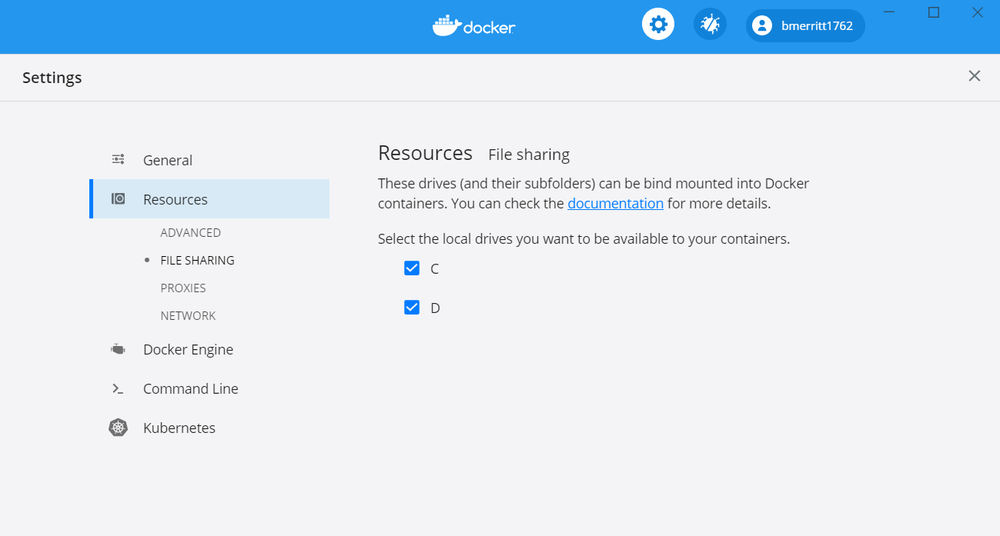 docker
bmerritt1762
Settings
General
Resources
ADVANCED
FILE SHARING
PROXIES
NETWORK
Docker Engine
Command Line
Kubernetes
Resources File sharing
These drives (and their subfolders) can be bind mounted into Docker
containers. You can check the documentation for more details.
Select the local drives you want to be available to your containers.
C
D